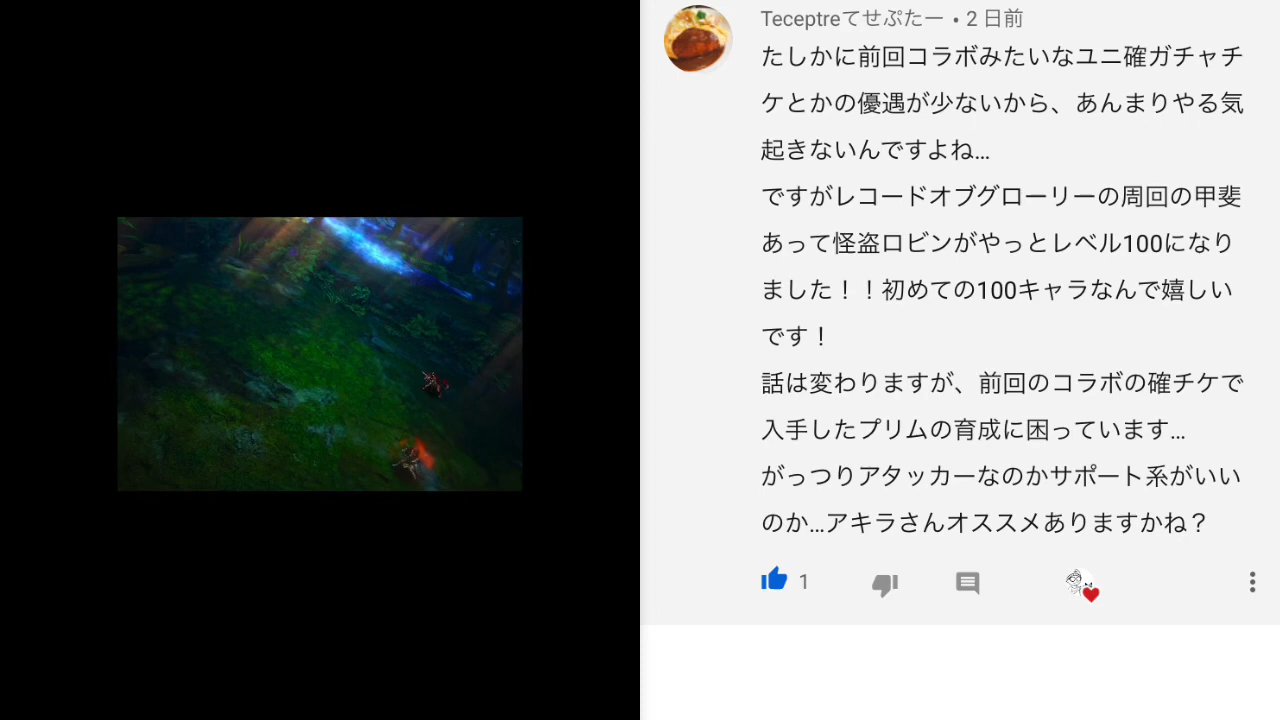 Tecepterてせぷたー • 2 日前
たしかに前回コラボみたいなユニ確ガチャチ
ケとかの優遇が少ないから、あんまりやる気
起きないんですよね…
ですがレコードオブグローリーの周回の甲斐
あって怪盗ロビンがやっとレベル100になり
ました！！初めての100キャラなんで嬉しい
です！
話は変わりますが、前回のコラボの確チケで
入手したプリムの育成に困っています…
がっつりアタッカーなのかサポート系がいい
のか…アキラさんオススメありますかね？
1